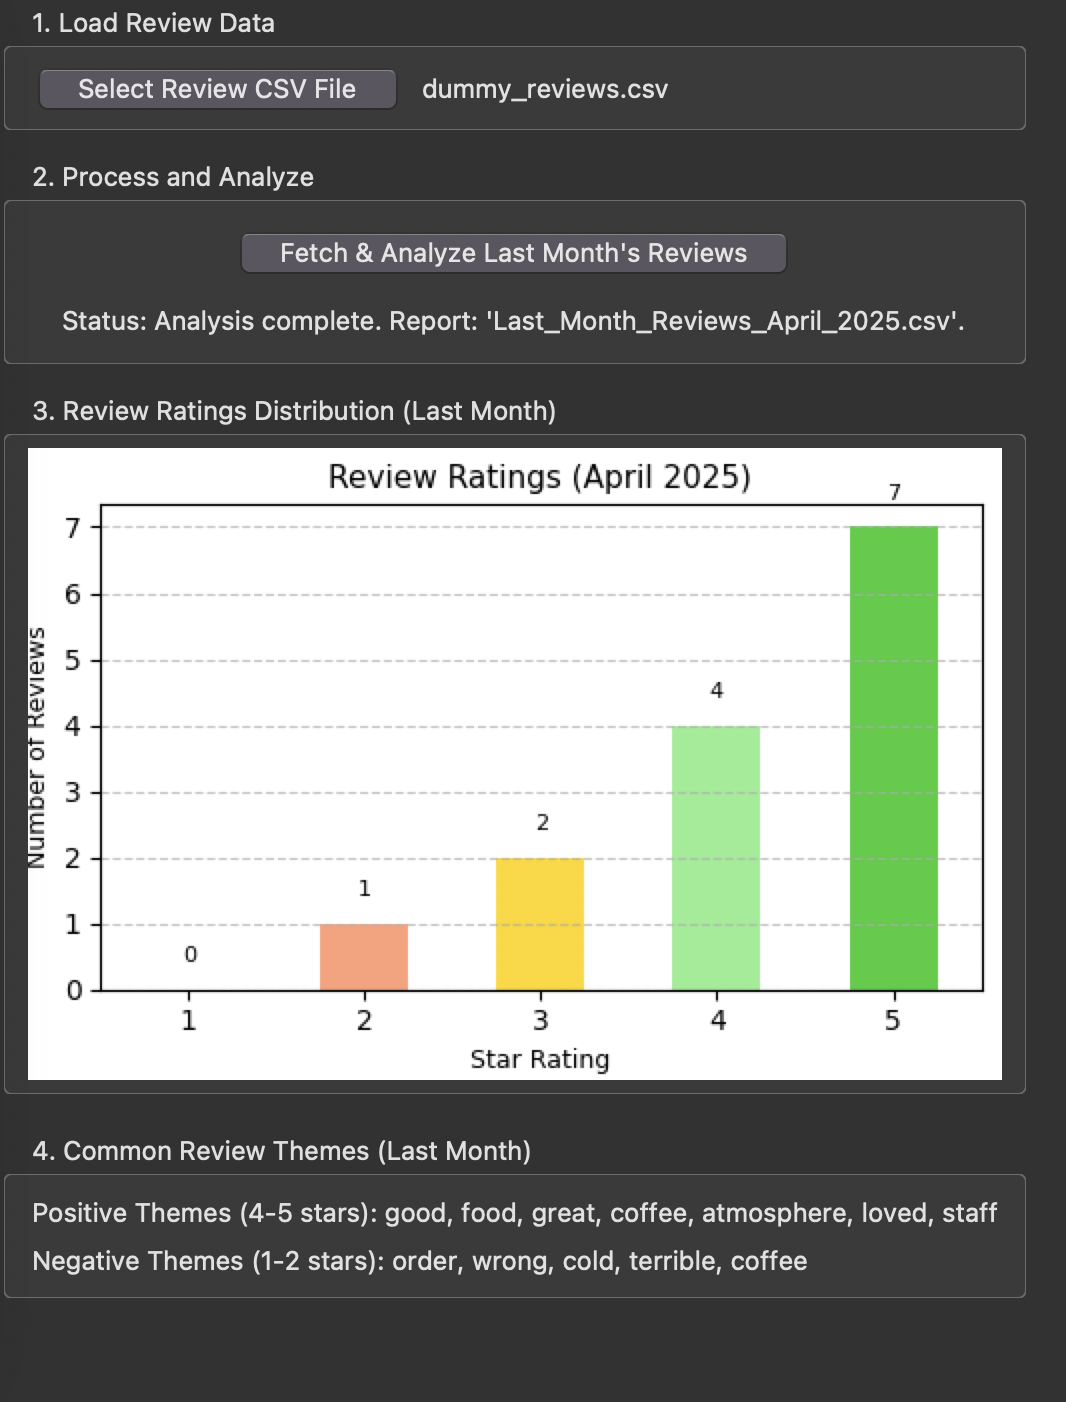 1. Load Review Data
Select Review CSV File
dummy_reviews.csv
2. Process and Analyze
Fetch & Analyze Last Month's Reviews
Status: Analysis complete. Report: 'Last_Month_Reviews_April_2025.csv'.
3. Review Ratings Distribution (Last Month)
Review Ratings (April 2025)
Number of Reviews
7
6
5
4
3
2
1
0
0
1
2
4
7
1
2
3
4
5
Star Rating
4. Common Review Themes (Last Month)
Positive Themes (4-5 stars): good, food, great, coffee, atmosphere, loved, staff
Negative Themes (1-2 stars): order, wrong, cold, terrible, coffee